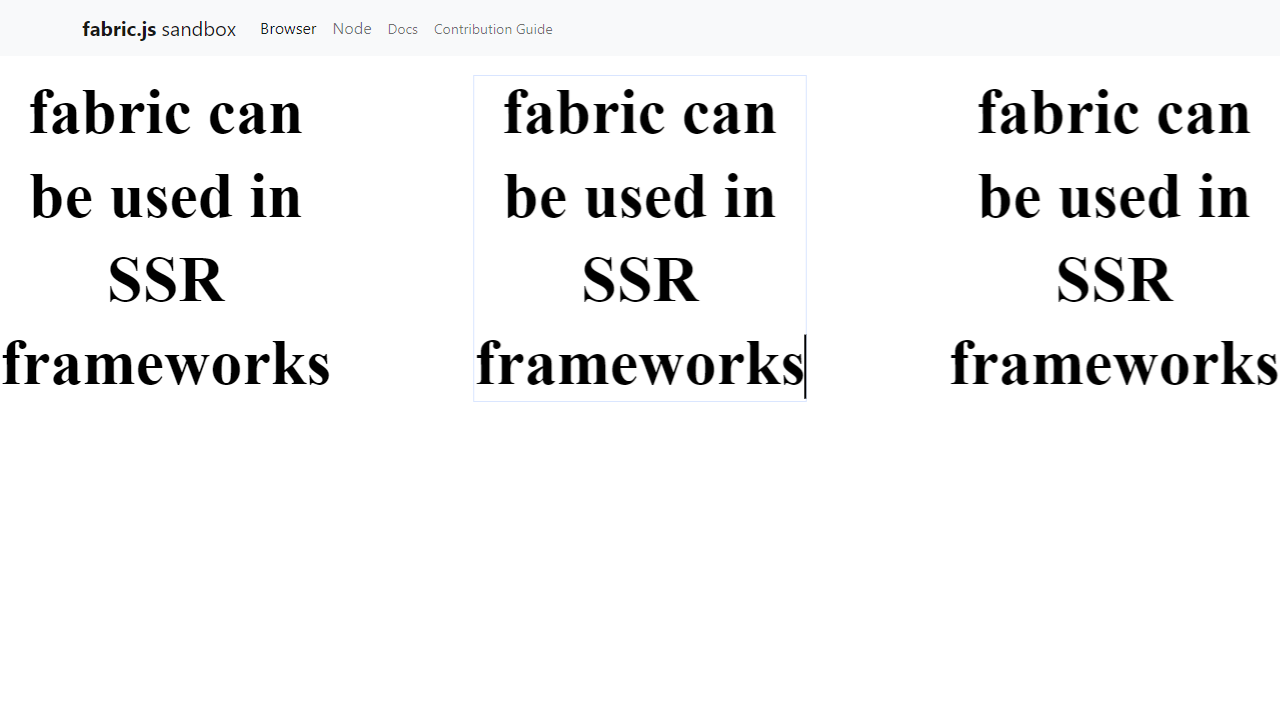 fabric.js sandbox Browser Node Docs Contribution Guide
fabric can
be used in
SSR
frameworks
fabric can
be used in
SSR
frameworks
fabric can
be used in
SSR
frameworks